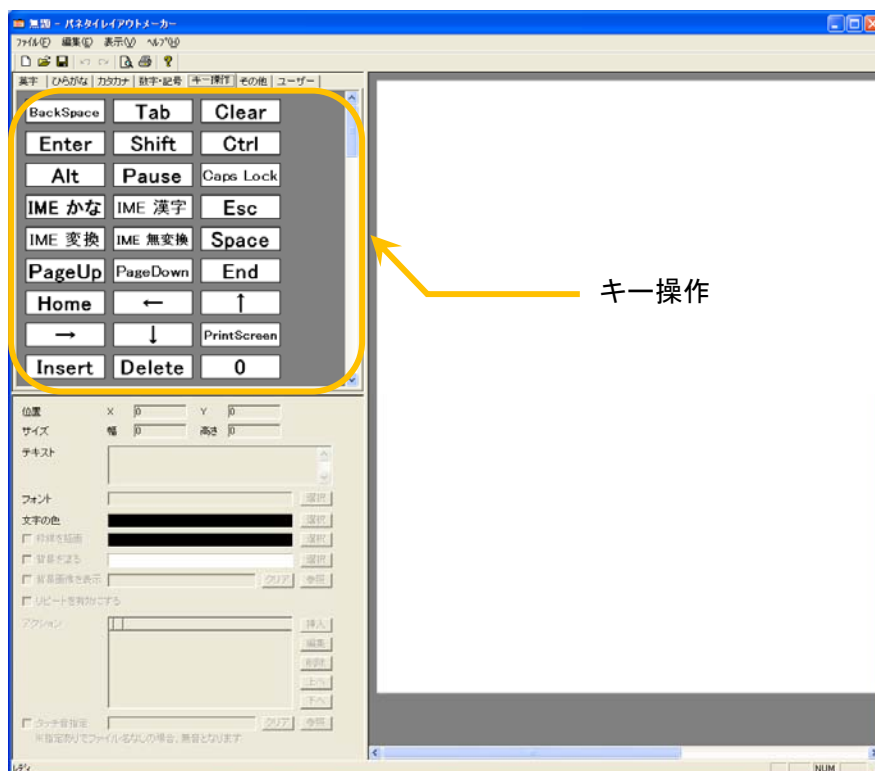 無題 - パネタイレイアウトメーカー
ファイル(F) 編集(E) 表示(V) ヘルプ(H)
英字 ひらがな カタカナ 数字・記号 キー操作 その他 ユーザー
BackSpace Tab Clear
Enter Shift Ctrl
Alt Pause Caps Lock
IME かな IME 漢字 Esc
IME 変換 IME 無変換 Space
PageUp PageDown End
Home ← ↑
→ ↓ PrintScreen
Insert Delete 0
キー操作
位置 X 0 Y 0
サイズ 幅 0 高さ 0
テキスト
フォント 選択
文字の色 選択
枠線を描画 選択
背景を塗る 選択
背景画像を表示 クリア 参照
リピートを有効にする
アクション 挿入
編集
削除
上へ
下へ
タッチ音指定 クリア 参照
※指定ありでファイル名なしの場合、無音となります
レディ NUM